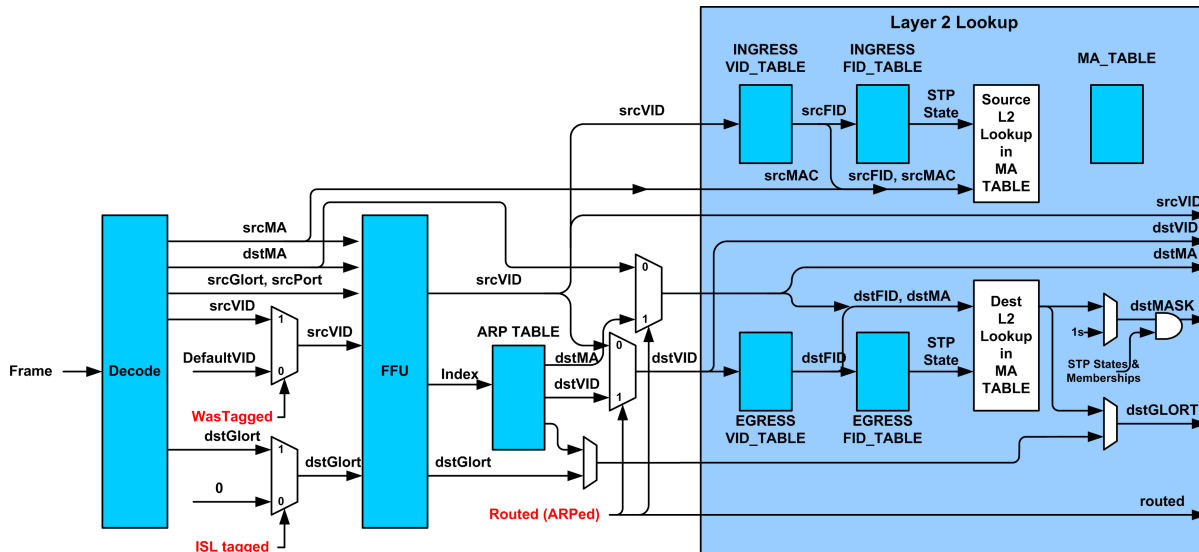 Layer 2 Lookup
INGRESS
VID_TABLE
INGRESS
FID_TABLE
MA_TABLE
srcVID
srcFID
STP
State
Source
L2
Lookup
in
MA
TABLE
srcMAC
srcFID, srcMAC
srcVID
dstVID
dstMA
srcMA
dstMA
srcGlort, srcPort
srcVID
1
srcVID
DefaultVID
0
WasTagged
Frame
Decode
FFU
srcVID
0
1
ARP TABLE
dstMA
dstVID
Index
0
1
dstVID
dstFID, dstMA
dstFID
STP
State
Dest
L2
Lookup
in
MA
TABLE
1s
dstMASK
STP States &
Memberships
EGRESS
VID_TABLE
EGRESS
FID_TABLE
dstGLORT
dstGlort
1
dstGlort
0
0
ISL tagged
dstGlort
Routed (ARPed)
routed